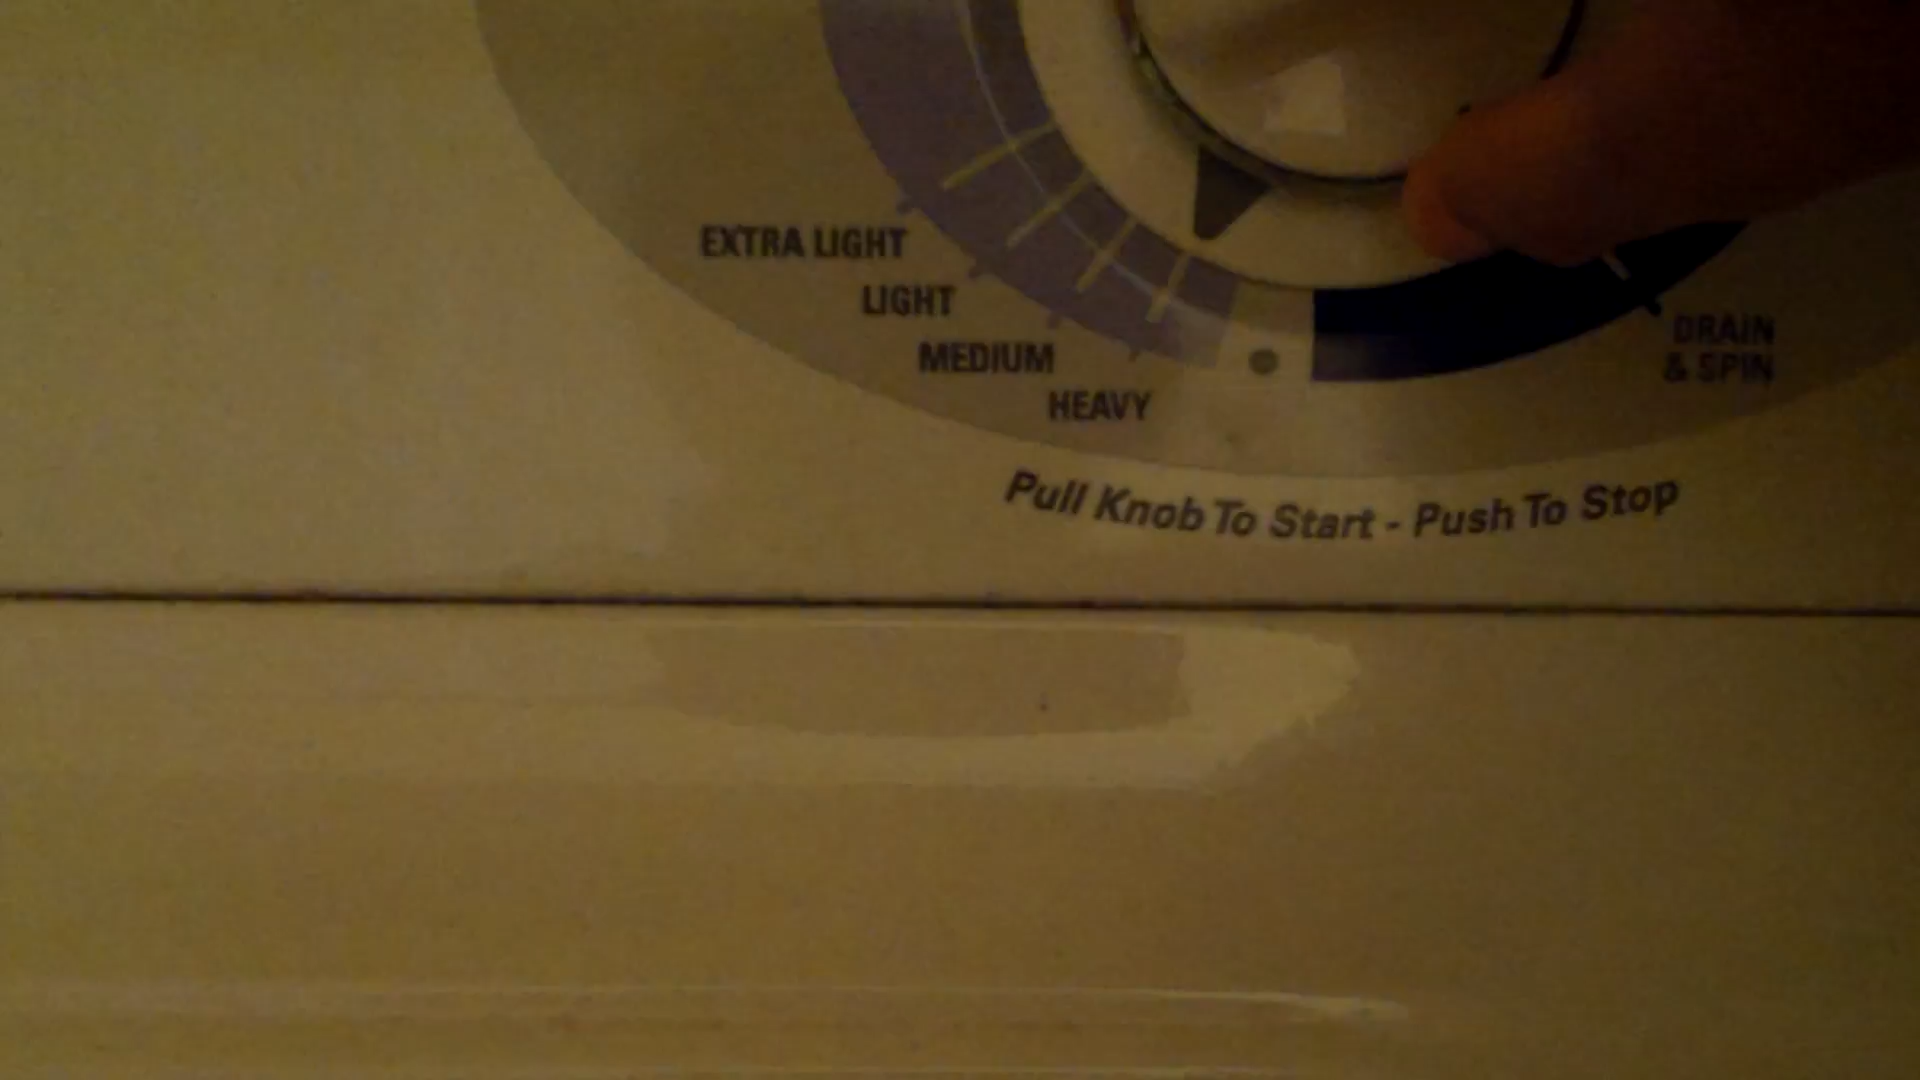 EXTRA LIGHT
LIGHT
MEDIUM
HEAVY
DRAIN
& SPIN
Pull Knob To Start - Push To Stop